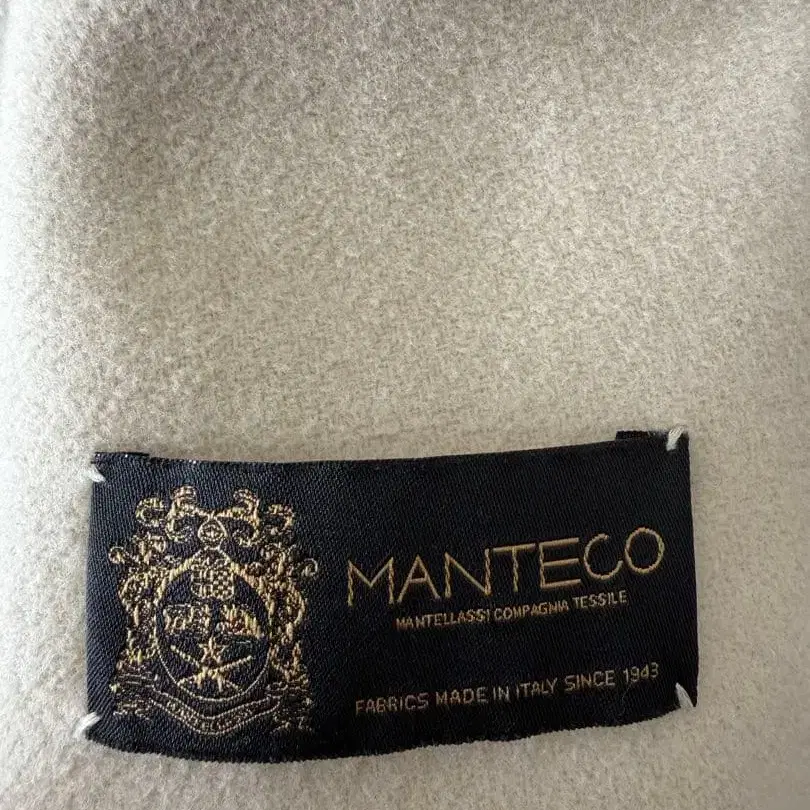 MANTECO
MANTELLASSI COMPAGNIA TESSILE
FABRICS MADE IN ITALY SINCE 1943